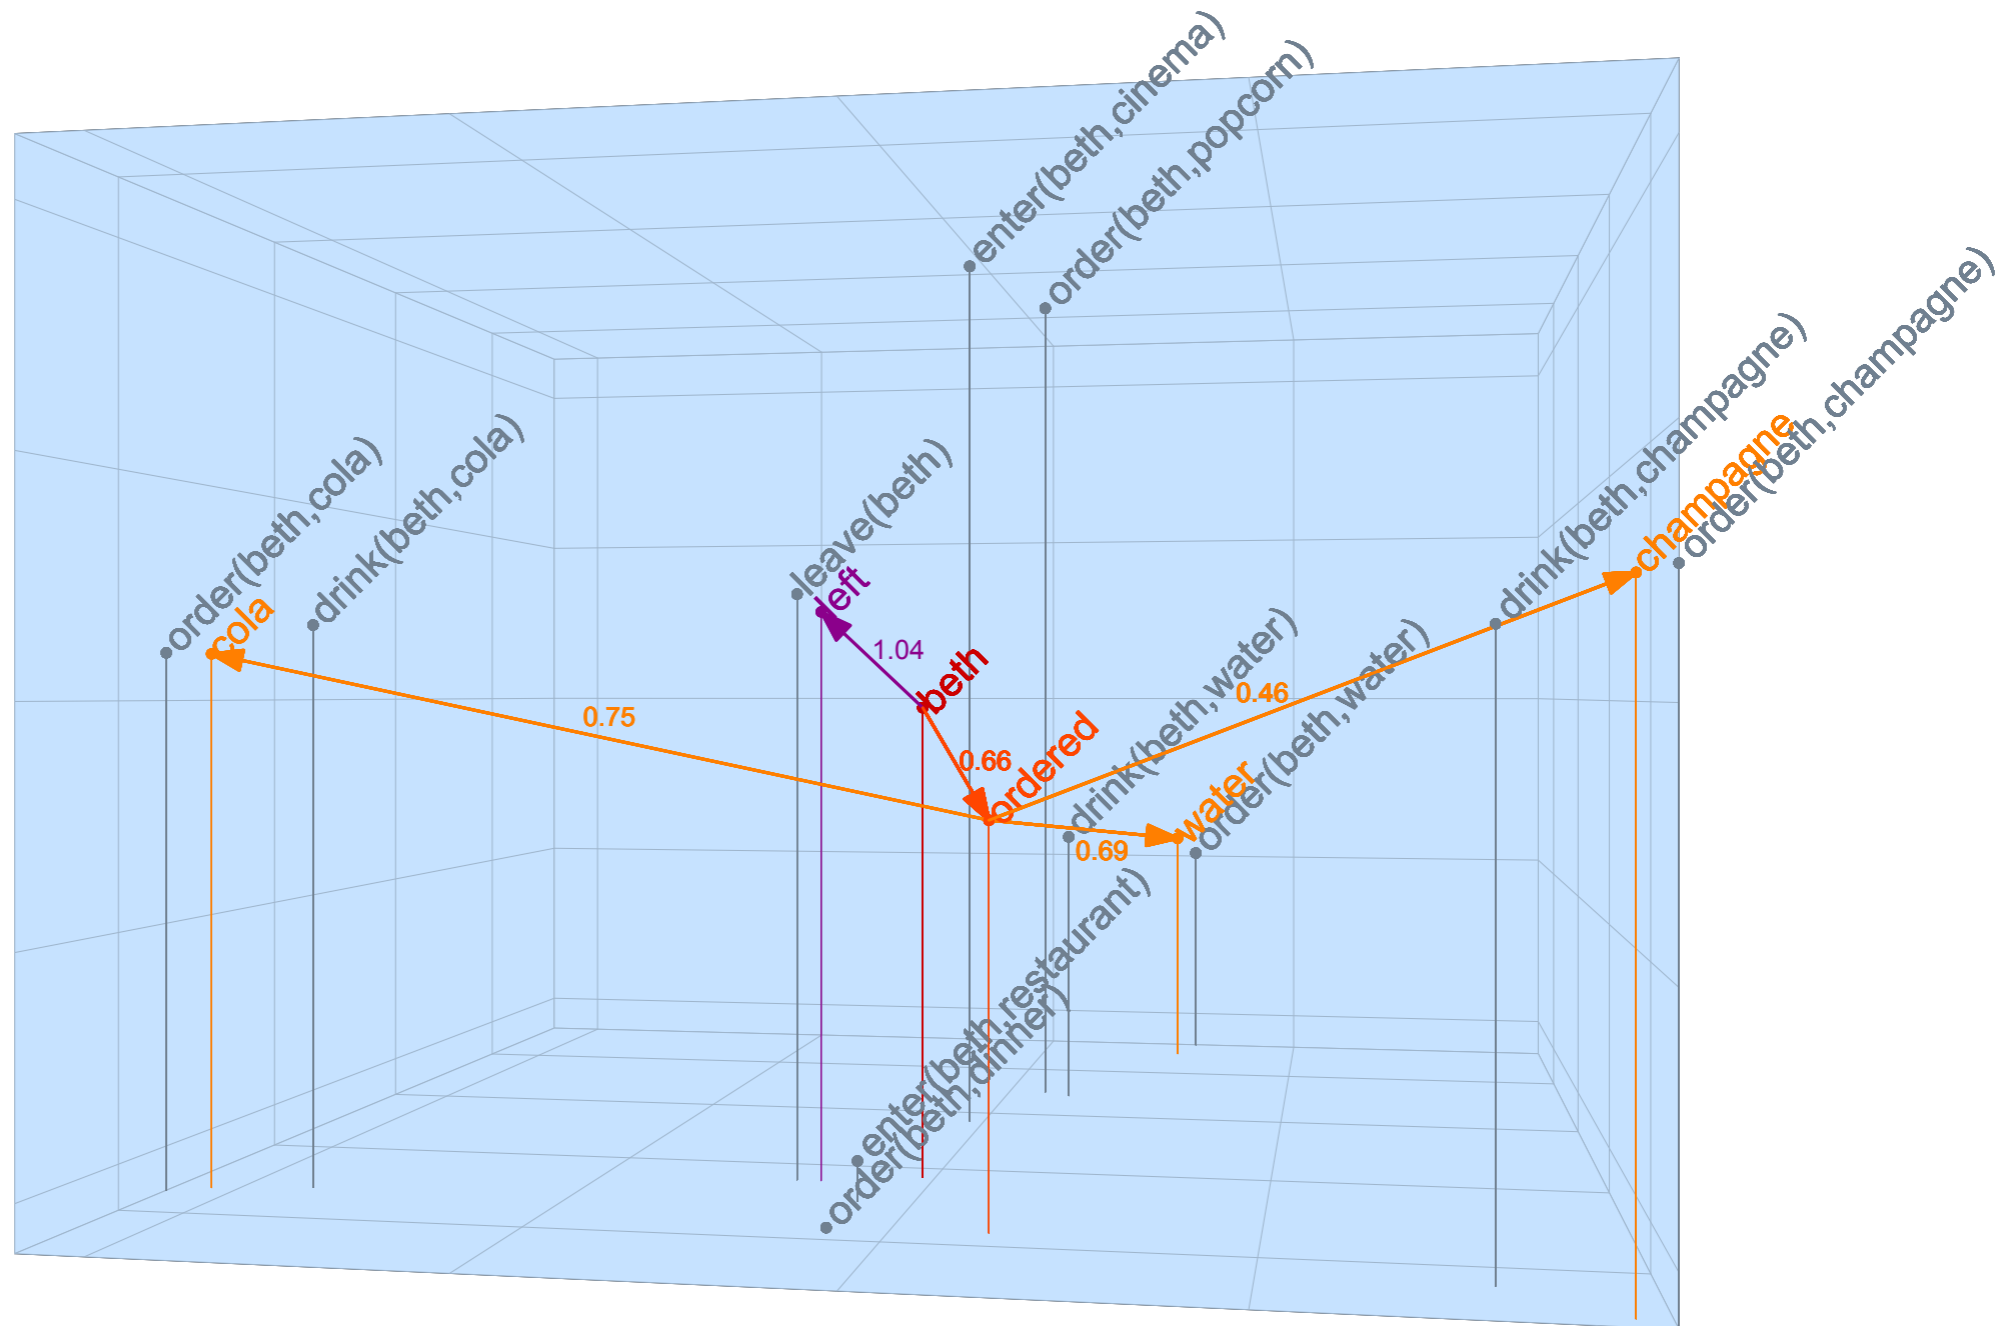 enter(beth,cinema)
order(beth,popcorn)
order(beth,champagne)
drink(beth,champagne)
champagne
order(beth,cola)
drink(beth,cola)
cola
leave(beth)
left
1.04
beth
0.75
0.66
ordered
0.46
drink(beth,water)
order(beth,water)
water
0.69
enter(beth,restaurant)
order(beth,dinner)